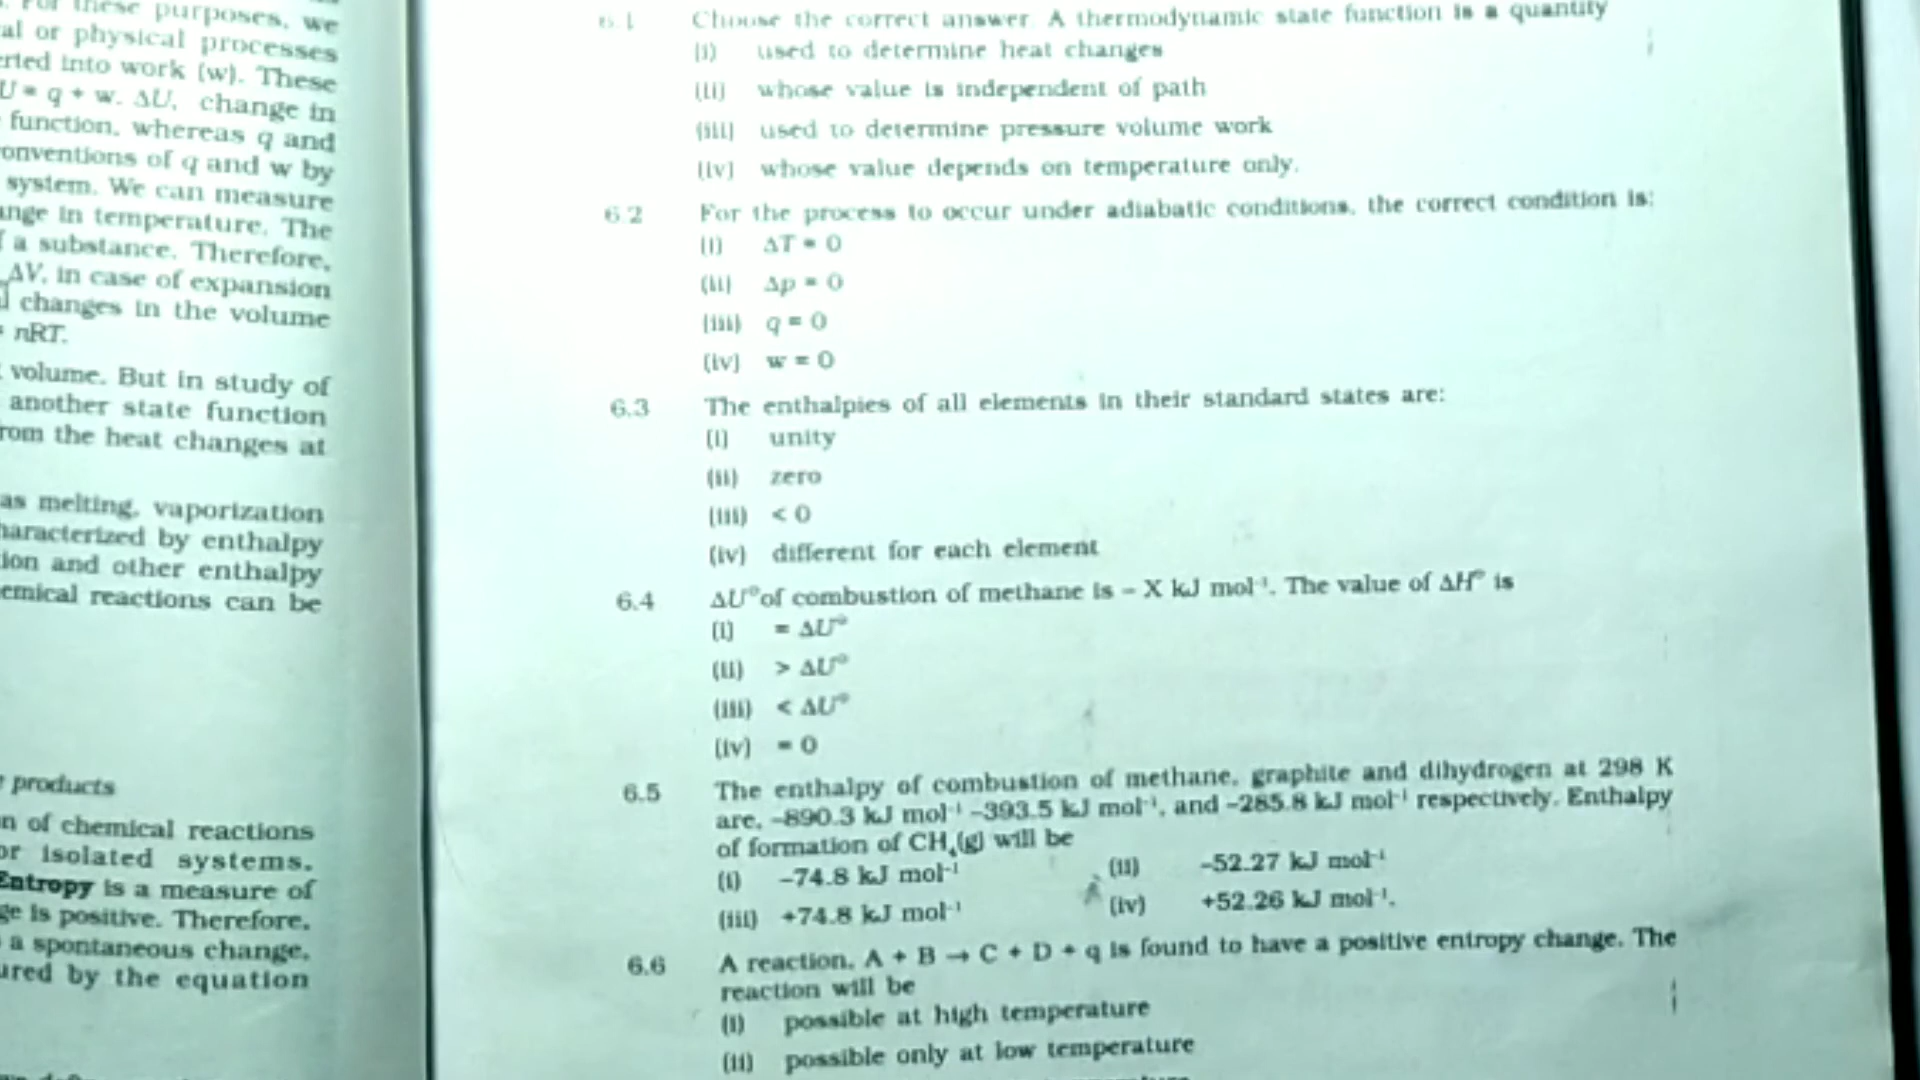 For these purposes, we
al or physical processes
erted into work (w). These
U = q + w. ΔU, change in
function, whereas q and
onventions of q and w by
system. We can measure
ange in temperature. The
f a substance. Therefore,
ΔV, in case of expansion
l changes in the volume
= nRT.
volume. But in study of
another state function
rom the heat changes at
as melting, vaporization
haracterized by enthalpy
ion and other enthalpy
emical reactions can be
products
n of chemical reactions
or isolated systems.
Entropy is a measure of
ge is positive. Therefore,
a spontaneous change,
ured by the equation
6.1 Choose the correct answer. A thermodynamic state function is a quantity
(i) used to determine heat changes
(ii) whose value is independent of path
(iii) used to determine pressure volume work
(iv) whose value depends on temperature only.
6.2 For the process to occur under adiabatic conditions, the correct condition is:
(i) ΔT = 0
(ii) Δp = 0
(iii) q = 0
(iv) w = 0
6.3 The enthalpies of all elements in their standard states are:
(i) unity
(ii) zero
(iii) < 0
(iv) different for each element
6.4 ΔU⊖ of combustion of methane is – X kJ mol⁻¹. The value of ΔH⊖ is
(i) = ΔU⊖
(ii) > ΔU⊖
(iii) < ΔU⊖
(iv) = 0
6.5 The enthalpy of combustion of methane, graphite and dihydrogen at 298 K
are, –890.3 kJ mol⁻¹ –393.5 kJ mol⁻¹, and –285.8 kJ mol⁻¹ respectively. Enthalpy
of formation of CH₄(g) will be
(i) –74.8 kJ mol⁻¹ (ii) –52.27 kJ mol⁻¹
(iii) +74.8 kJ mol⁻¹ (iv) +52.26 kJ mol⁻¹.
6.6 A reaction, A + B → C + D + q is found to have a positive entropy change. The
reaction will be
(i) possible at high temperature
(ii) possible only at low temperature